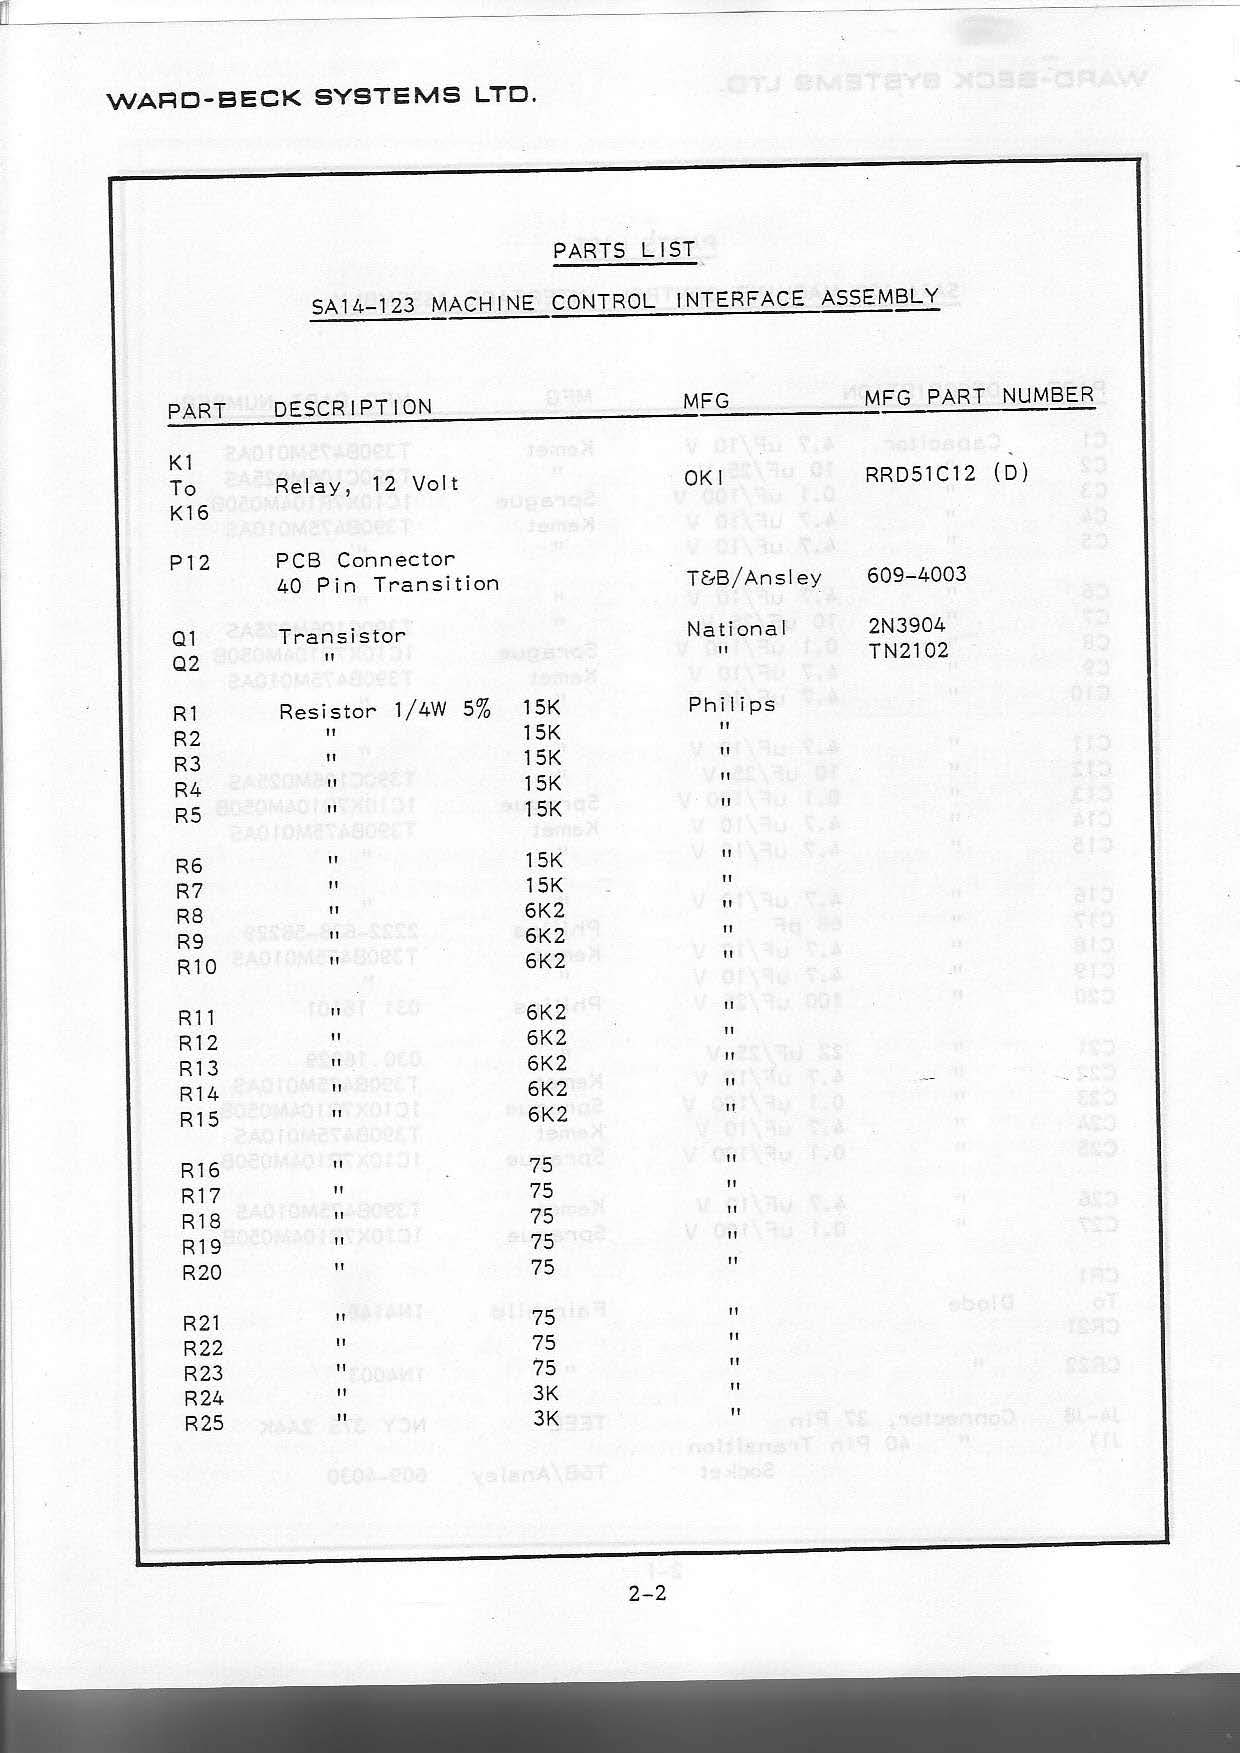 WARD-BECK SYSTEMS LTD.
PARTS LIST
SA14-123 MACHINE CONTROL INTERFACE ASSEMBLY
PART DESCRIPTION MFG MFG PART NUMBER
K1
To Relay, 12 Volt OKI RRD51C12 (D)
K16
P12 PCB Connector
40 Pin Transition T&B/Ansley 609-4003
Q1 Transistor National 2N3904
Q2 " " TN2102
R1 Resistor 1/4W 5% 15K Philips
R2 " 15K "
R3 " 15K "
R4 " 15K "
R5 " 15K "
R6 " 15K "
R7 " 15K "
R8 " 6K2 "
R9 " 6K2 "
R10 " 6K2 "
R11 " 6K2 "
R12 " 6K2 "
R13 " 6K2 "
R14 " 6K2 "
R15 " 6K2 "
R16 " 75 "
R17 " 75 "
R18 " 75 "
R19 " 75 "
R20 " 75 "
R21 " 75 "
R22 " 75 "
R23 " 75 "
R24 " 3K "
R25 " 3K "
2-2